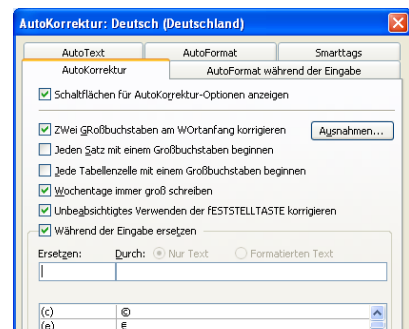 AutoKorrektur: Deutsch (Deutschland)
AutoText AutoFormat Smarttags
AutoKorrektur AutoFormat während der Eingabe
Schaltflächen für AutoKorrektur-Optionen anzeigen
ZWei GRoßbuchstaben am WOrtanfang korrigieren Ausnahmen...
Jeden Satz mit einem Großbuchstaben beginnen
Jede Tabellenzelle mit einem Großbuchstaben beginnen
Wochentage immer groß schreiben
Unbeabsichtigtes Verwenden der fESTSTELLTASTE korrigieren
Während der Eingabe ersetzen
Ersetzen: Durch: Nur Text Formatierten Text
(c) ©
(e) €